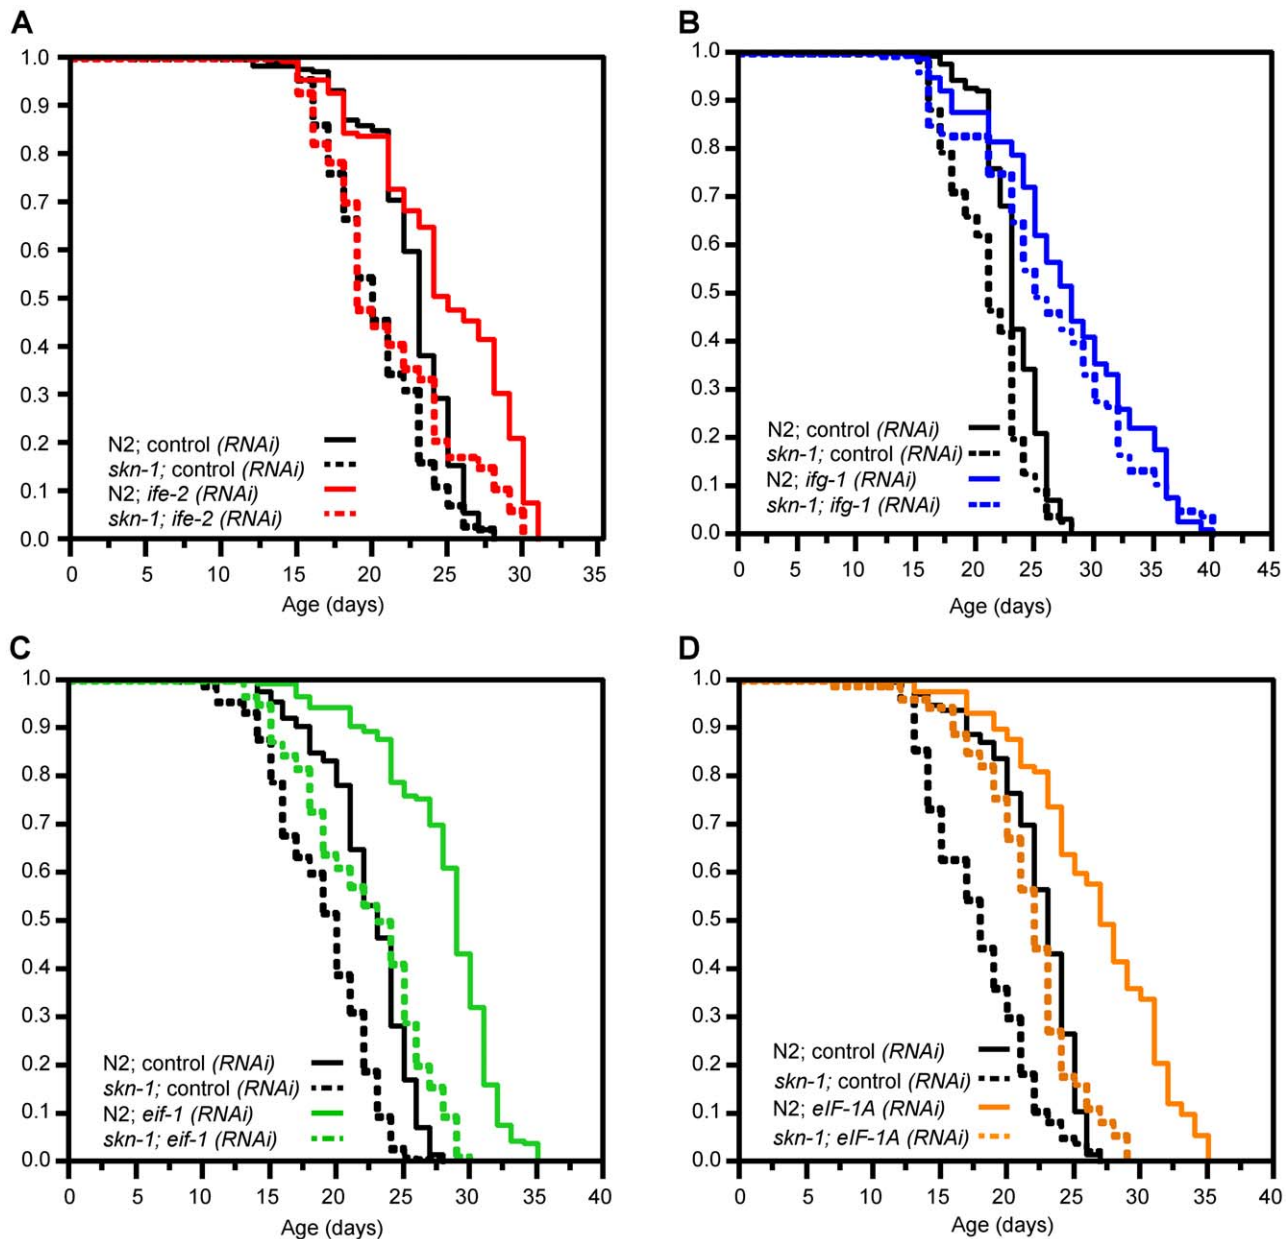 A
1.0
0.9
0.8
0.7
0.6
0.5
0.4
0.3
0.2
0.1
0.0
N2; control (RNAi)
skn-1; control (RNAi)
N2; ife-2 (RNAi)
skn-1; ife-2 (RNAi)
0 5 10 15 20 25 30 35
Age (days)
B
1.0
0.9
0.8
0.7
0.6
0.5
0.4
0.3
0.2
0.1
0.0
N2; control (RNAi)
skn-1; control (RNAi)
N2; ifg-1 (RNAi)
skn-1; ifg-1 (RNAi)
0 5 10 15 20 25 30 35 40 45
Age (days)
C
1.0
0.9
0.8
0.7
0.6
0.5
0.4
0.3
0.2
0.1
0.0
N2; control (RNAi)
skn-1; control (RNAi)
N2; eif-1 (RNAi)
skn-1; eif-1 (RNAi)
0 5 10 15 20 25 30 35 40
Age (days)
D
1.0
0.9
0.8
0.7
0.6
0.5
0.4
0.3
0.2
0.1
0.0
N2; control (RNAi)
skn-1; control (RNAi)
N2; eIF-1A (RNAi)
skn-1; eIF-1A (RNAi)
0 5 10 15 20 25 30 35 40
Age (days)